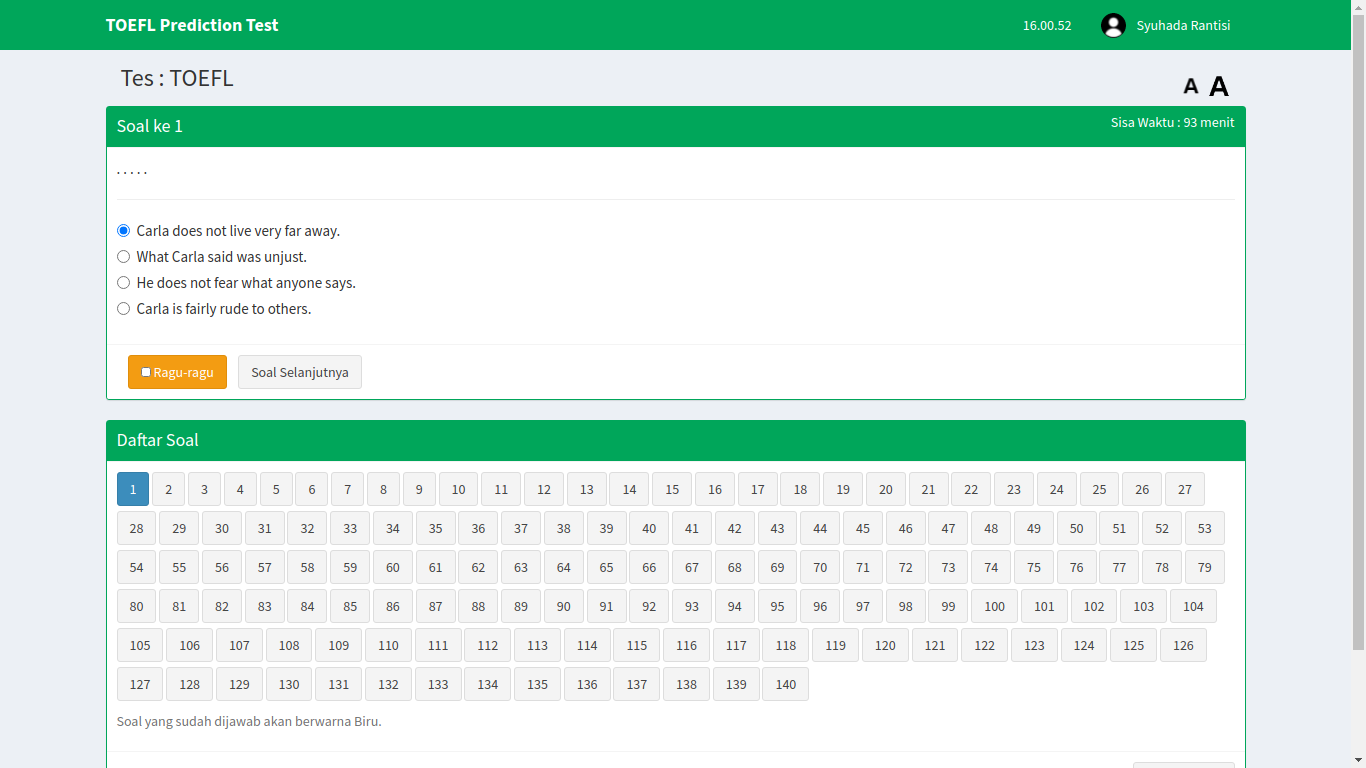 TOEFL Prediction Test 16.00.52 Syuhada Rantisi
Tes : TOEFL A A
Soal ke 1 Sisa Waktu : 93 menit
. . . . .
Carla does not live very far away.
What Carla said was unjust.
He does not fear what anyone says.
Carla is fairly rude to others.
Ragu-ragu Soal Selanjutnya
Daftar Soal
1 2 3 4 5 6 7 8 9 10 11 12 13 14 15 16 17 18 19 20 21 22 23 24 25 26 27
28 29 30 31 32 33 34 35 36 37 38 39 40 41 42 43 44 45 46 47 48 49 50 51 52 53
54 55 56 57 58 59 60 61 62 63 64 65 66 67 68 69 70 71 72 73 74 75 76 77 78 79
80 81 82 83 84 85 86 87 88 89 90 91 92 93 94 95 96 97 98 99 100 101 102 103 104
105 106 107 108 109 110 111 112 113 114 115 116 117 118 119 120 121 122 123 124 125 126
127 128 129 130 131 132 133 134 135 136 137 138 139 140
Soal yang sudah dijawab akan berwarna Biru.